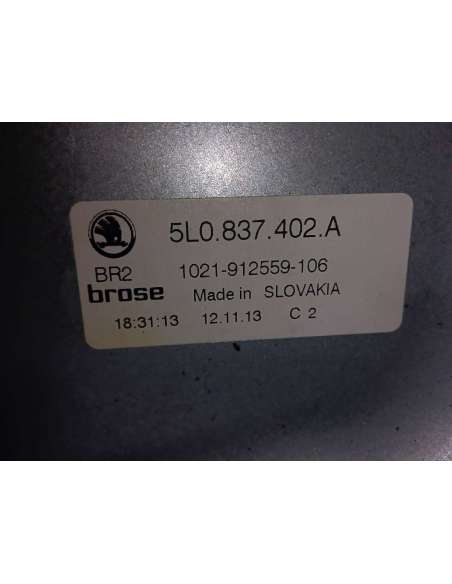 5L0.837.402.A
BR2 1021-912559-106
brose Made in SLOVAKIA
18:31:13 12.11.13 C 2